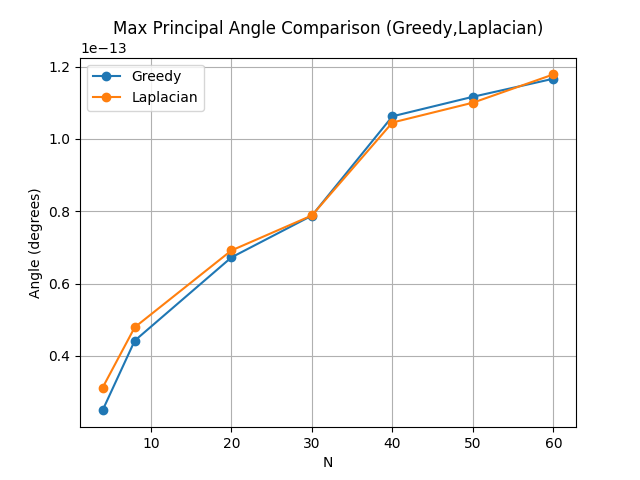 Max Principal Angle Comparison (Greedy,Laplacian)
1e−13
Greedy
Laplacian
1.2
1.0
0.8
0.6
0.4
Angle (degrees)
10 20 30 40 50 60
N